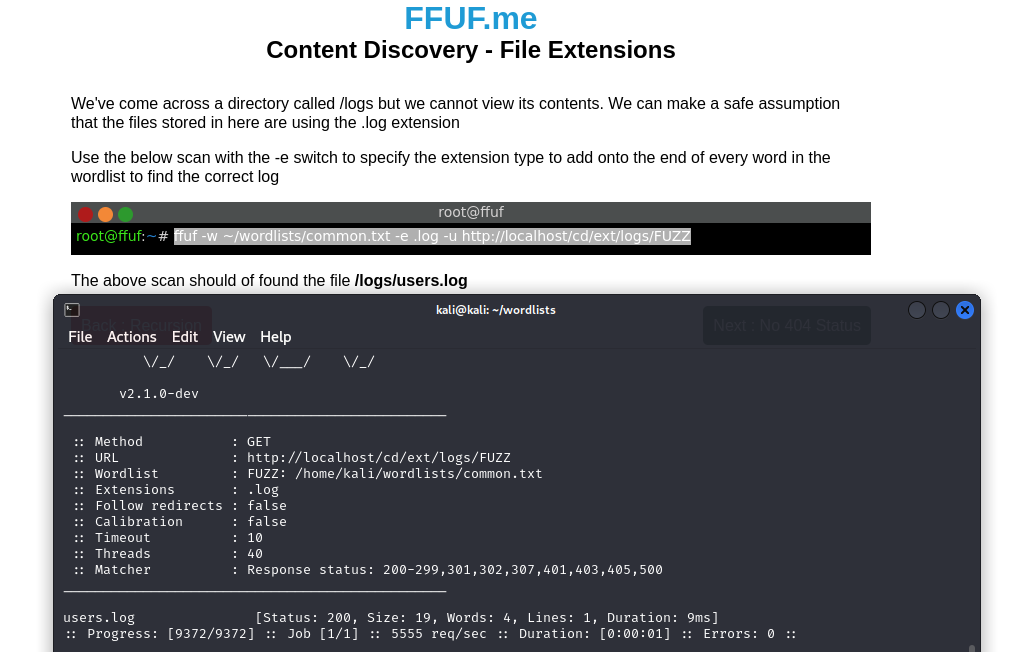 FFUF.me
Content Discovery - File Extensions
We've come across a directory called /logs but we cannot view its contents. We can make a safe assumption
that the files stored in here are using the .log extension
Use the below scan with the -e switch to specify the extension type to add onto the end of every word in the
wordlist to find the correct log
root@ffuf
root@ffuf:~# ffuf -w ~/wordlists/common.txt -e .log -u http://localhost/cd/ext/logs/FUZZ
The above scan should of found the file /logs/users.log
kali@kali: ~/wordlists
Back : Recursion
Next : No 404 Status
File Actions Edit View Help
\/_/ \/_/ \/___/ \/_/
v2.1.0-dev
________________________________________________
:: Method : GET
:: URL : http://localhost/cd/ext/logs/FUZZ
:: Wordlist : FUZZ: /home/kali/wordlists/common.txt
:: Extensions : .log
:: Follow redirects : false
:: Calibration : false
:: Timeout : 10
:: Threads : 40
:: Matcher : Response status: 200-299,301,302,307,401,403,405,500
________________________________________________
users.log [Status: 200, Size: 19, Words: 4, Lines: 1, Duration: 9ms]
:: Progress: [9372/9372] :: Job [1/1] :: 5555 req/sec :: Duration: [0:00:01] :: Errors: 0 ::